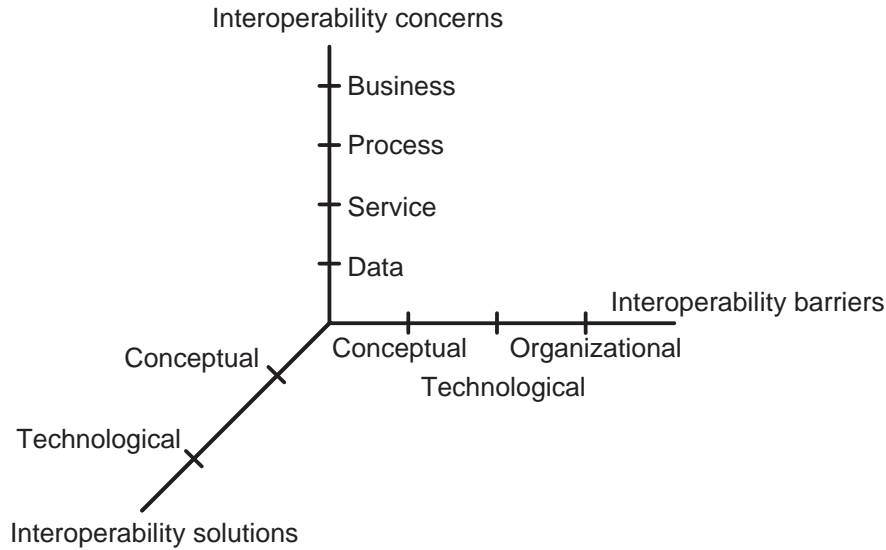 Interoperability concerns
Business
Process
Service
Data
Interoperability barriers
Conceptual
Organizational
Technological
Conceptual
Technological
Interoperability solutions